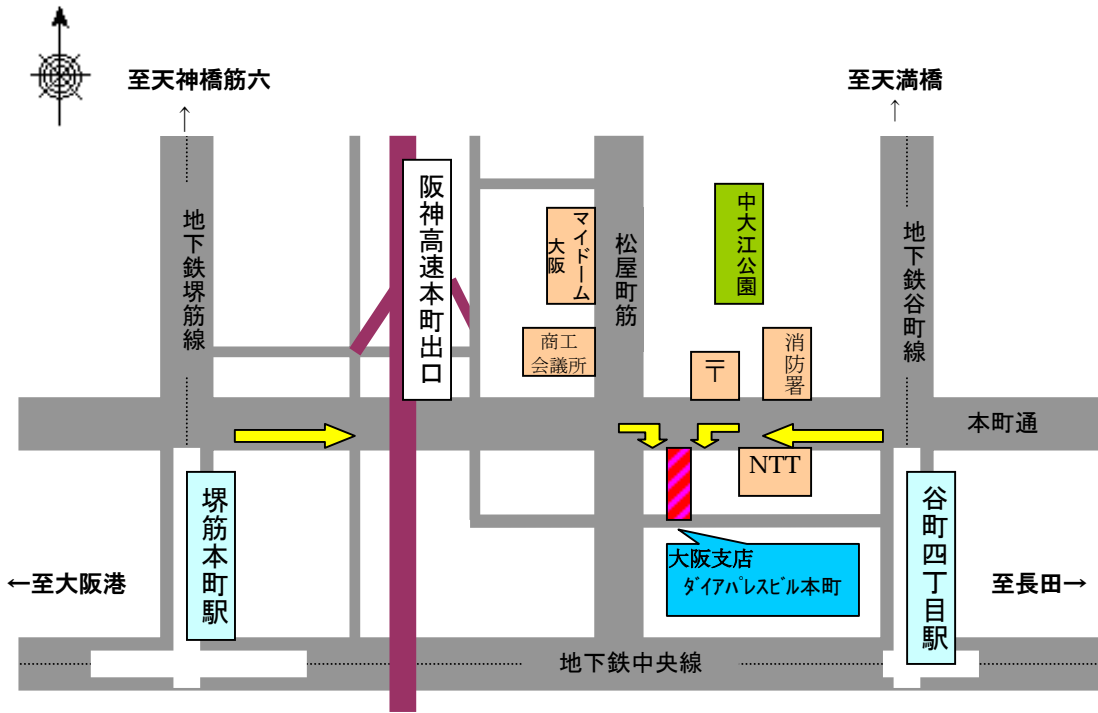 至天神橋筋六
↑
至天満橋
↑
地下鉄堺筋線
阪神高速本町出口
マイドーム
大阪
松屋町筋
中大江公園
地下鉄谷町線
商工
会議所
〒
消防署
本町通
NTT
堺筋本町駅
谷町四丁目駅
大阪支店
ﾀﾞｲｱﾊﾟﾚｽﾋﾞﾙ本町
←至大阪港
至長田→
地下鉄中央線